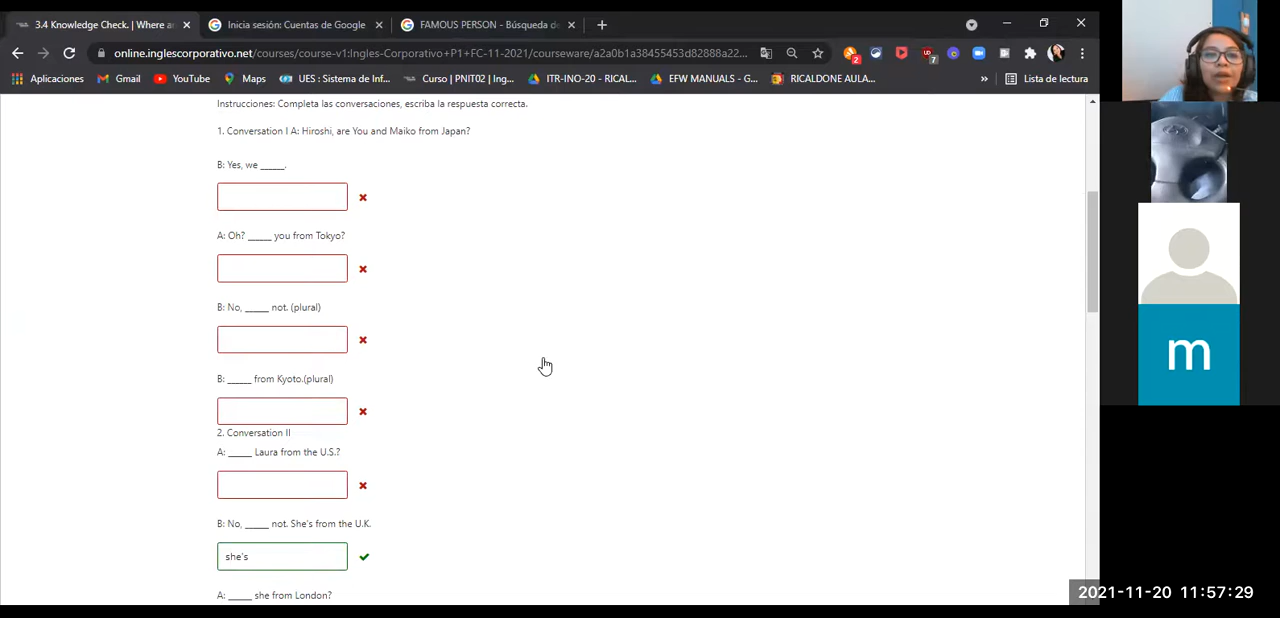 3.4 Knowledge Check. | Where ar
Inicia sesión: Cuentas de Google
FAMOUS PERSON - Búsqueda de
online.inglescorporativo.net/courses/course-v1:Ingles-Corporativo+P1+FC-11-2021/courseware/a2a0b1a38455453d82888a22...
Aplicaciones
Gmail
YouTube
Maps
UES : Sistema de Inf...
Curso | PNIT02 | Ing...
ITR-INO-20 - RICAL...
EFW MANUALS - G...
RICALDONE AULA...
»
Lista de lectura
Instrucciones: Completa las conversaciones, escriba la respuesta correcta.
1. Conversation I A: Hiroshi, are You and Maiko from Japan?
B: Yes, we _____.
A: Oh? _____ you from Tokyo?
B: No, _____ not. (plural)
B: _____ from Kyoto.(plural)
2. Conversation II
A: _____ Laura from the U.S.?
B: No, _____ not. She's from the U.K.
she's
A: _____ she from London?
m
2021-11-20 11:57:29